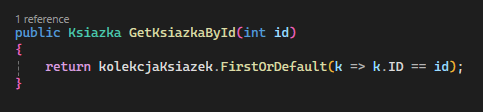 1 reference
public Ksiazka GetKsiazkaById(int id)
{
return kolekcjaKsiazek.FirstOrDefault(k => k.ID == id);
}